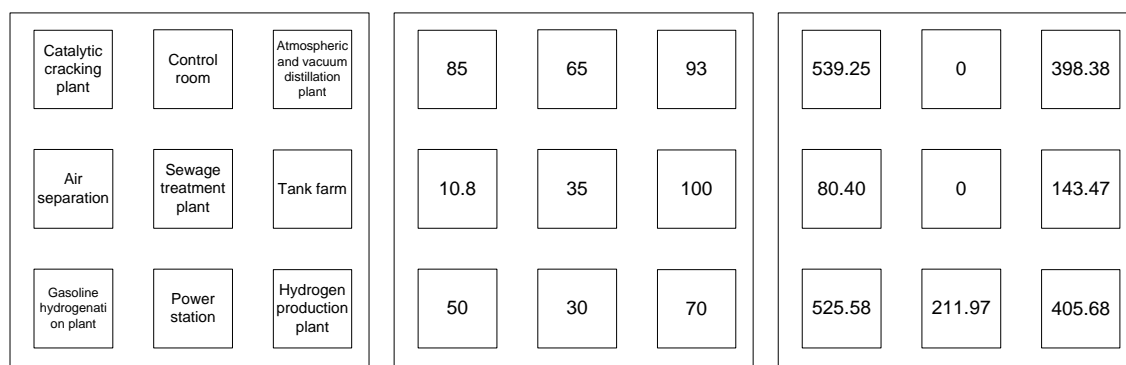 Catalytic
cracking
plant
Control
room
Atmospheric
and vacuum
distillation
plant
Air
separation
Sewage
treatment
plant
Tank farm
Gasoline
hydrogenati
on plant
Power
station
Hydrogen
production
plant
85
65
93
10.8
35
100
50
30
70
539.25
0
398.38
80.40
0
143.47
525.58
211.97
405.68